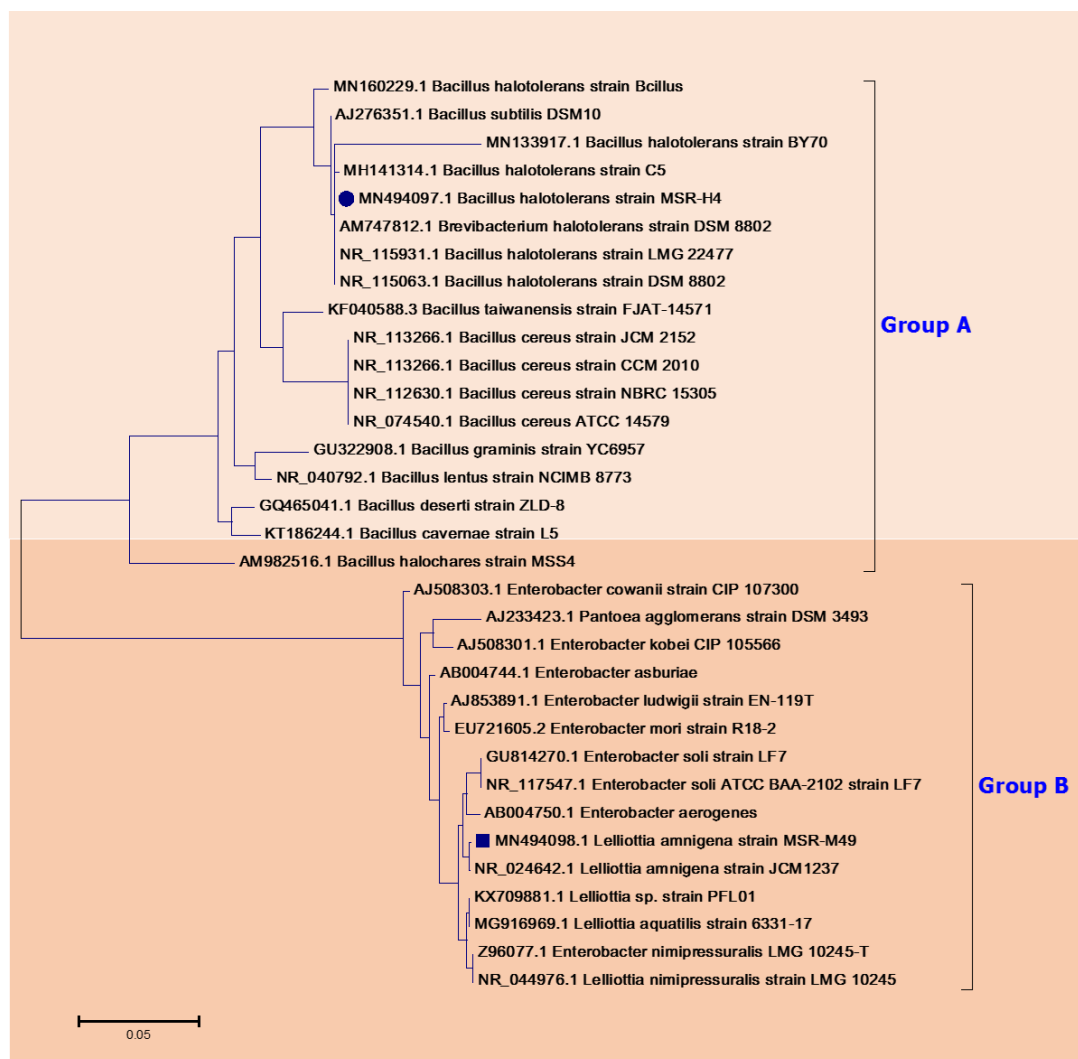 MN160229.1 Bacillus halotolerans strain Bcillus
AJ276351.1 Bacillus subtilis DSM10
MN133917.1 Bacillus halotolerans strain BY70
MH141314.1 Bacillus halotolerans strain C5
MN494097.1 Bacillus halotolerans strain MSR-H4
AM747812.1 Brevibacterium halotolerans strain DSM 8802
NR_115931.1 Bacillus halotolerans strain LMG 22477
NR_115063.1 Bacillus halotolerans strain DSM 8802
KF040588.3 Bacillus taiwanensis strain FJAT-14571
Group A
NR_113266.1 Bacillus cereus strain JCM 2152
NR_113266.1 Bacillus cereus strain CCM 2010
NR_112630.1 Bacillus cereus strain NBRC 15305
NR_074540.1 Bacillus cereus ATCC 14579
GU322908.1 Bacillus graminis strain YC6957
NR_040792.1 Bacillus lentus strain NCIMB 8773
GQ465041.1 Bacillus deserti strain ZLD-8
KT186244.1 Bacillus cavernae strain L5
AM982516.1 Bacillus halochares strain MSS4
AJ508303.1 Enterobacter cowanii strain CIP 107300
AJ233423.1 Pantoea agglomerans strain DSM 3493
AJ508301.1 Enterobacter kobei CIP 105566
AB004744.1 Enterobacter asburiae
AJ853891.1 Enterobacter ludwigii strain EN-119T
EU721605.2 Enterobacter mori strain R18-2
GU814270.1 Enterobacter soli strain LF7
NR_117547.1 Enterobacter soli ATCC BAA-2102 strain LF7
Group B
AB004750.1 Enterobacter aerogenes
MN494098.1 Lelliottia amnigena strain MSR-M49
NR_024642.1 Lelliottia amnigena strain JCM1237
KX709881.1 Lelliottia sp. strain PFL01
MG916969.1 Lelliottia aquatilis strain 6331-17
Z96077.1 Enterobacter nimipressuralis LMG 10245-T
NR_044976.1 Lelliottia nimipressuralis strain LMG 10245
0.05